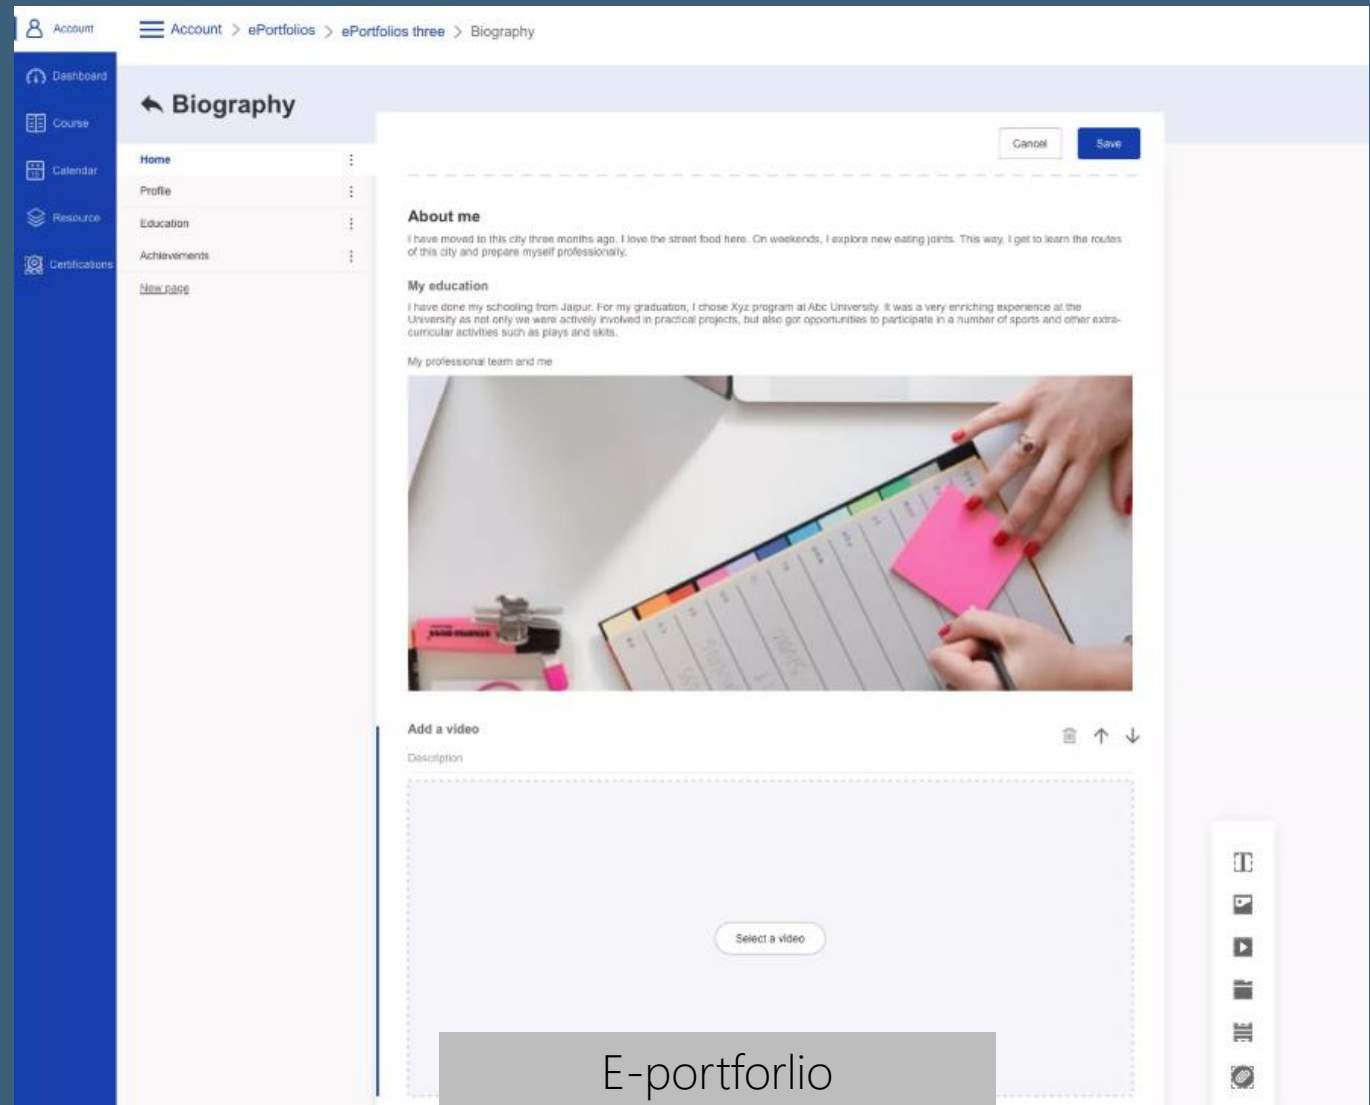 Account
Account > ePortfolios > ePortfolios three > Biography
Dashboard
Course
Calendar
Resource
Certifications
Biography
Home
Profile
Education
Achievements
New page
Cancel
Save
About me
I have moved to this city three months ago. I love the street food here. On weekends, I explore new eating joints. This way, I get to learn the routes
of this city and prepare myself professionally.
My education
I have done my schooling from Jaipur. For my graduation, I chose Xyz program at Abc University. It was a very enriching experience at the
University as not only we were actively involved in practical projects, but also got opportunities to participate in a number of sports and other extra-
curricular activities such as plays and skits.
My professional team and me
Add a video
Description
Select a video
E-portforlio